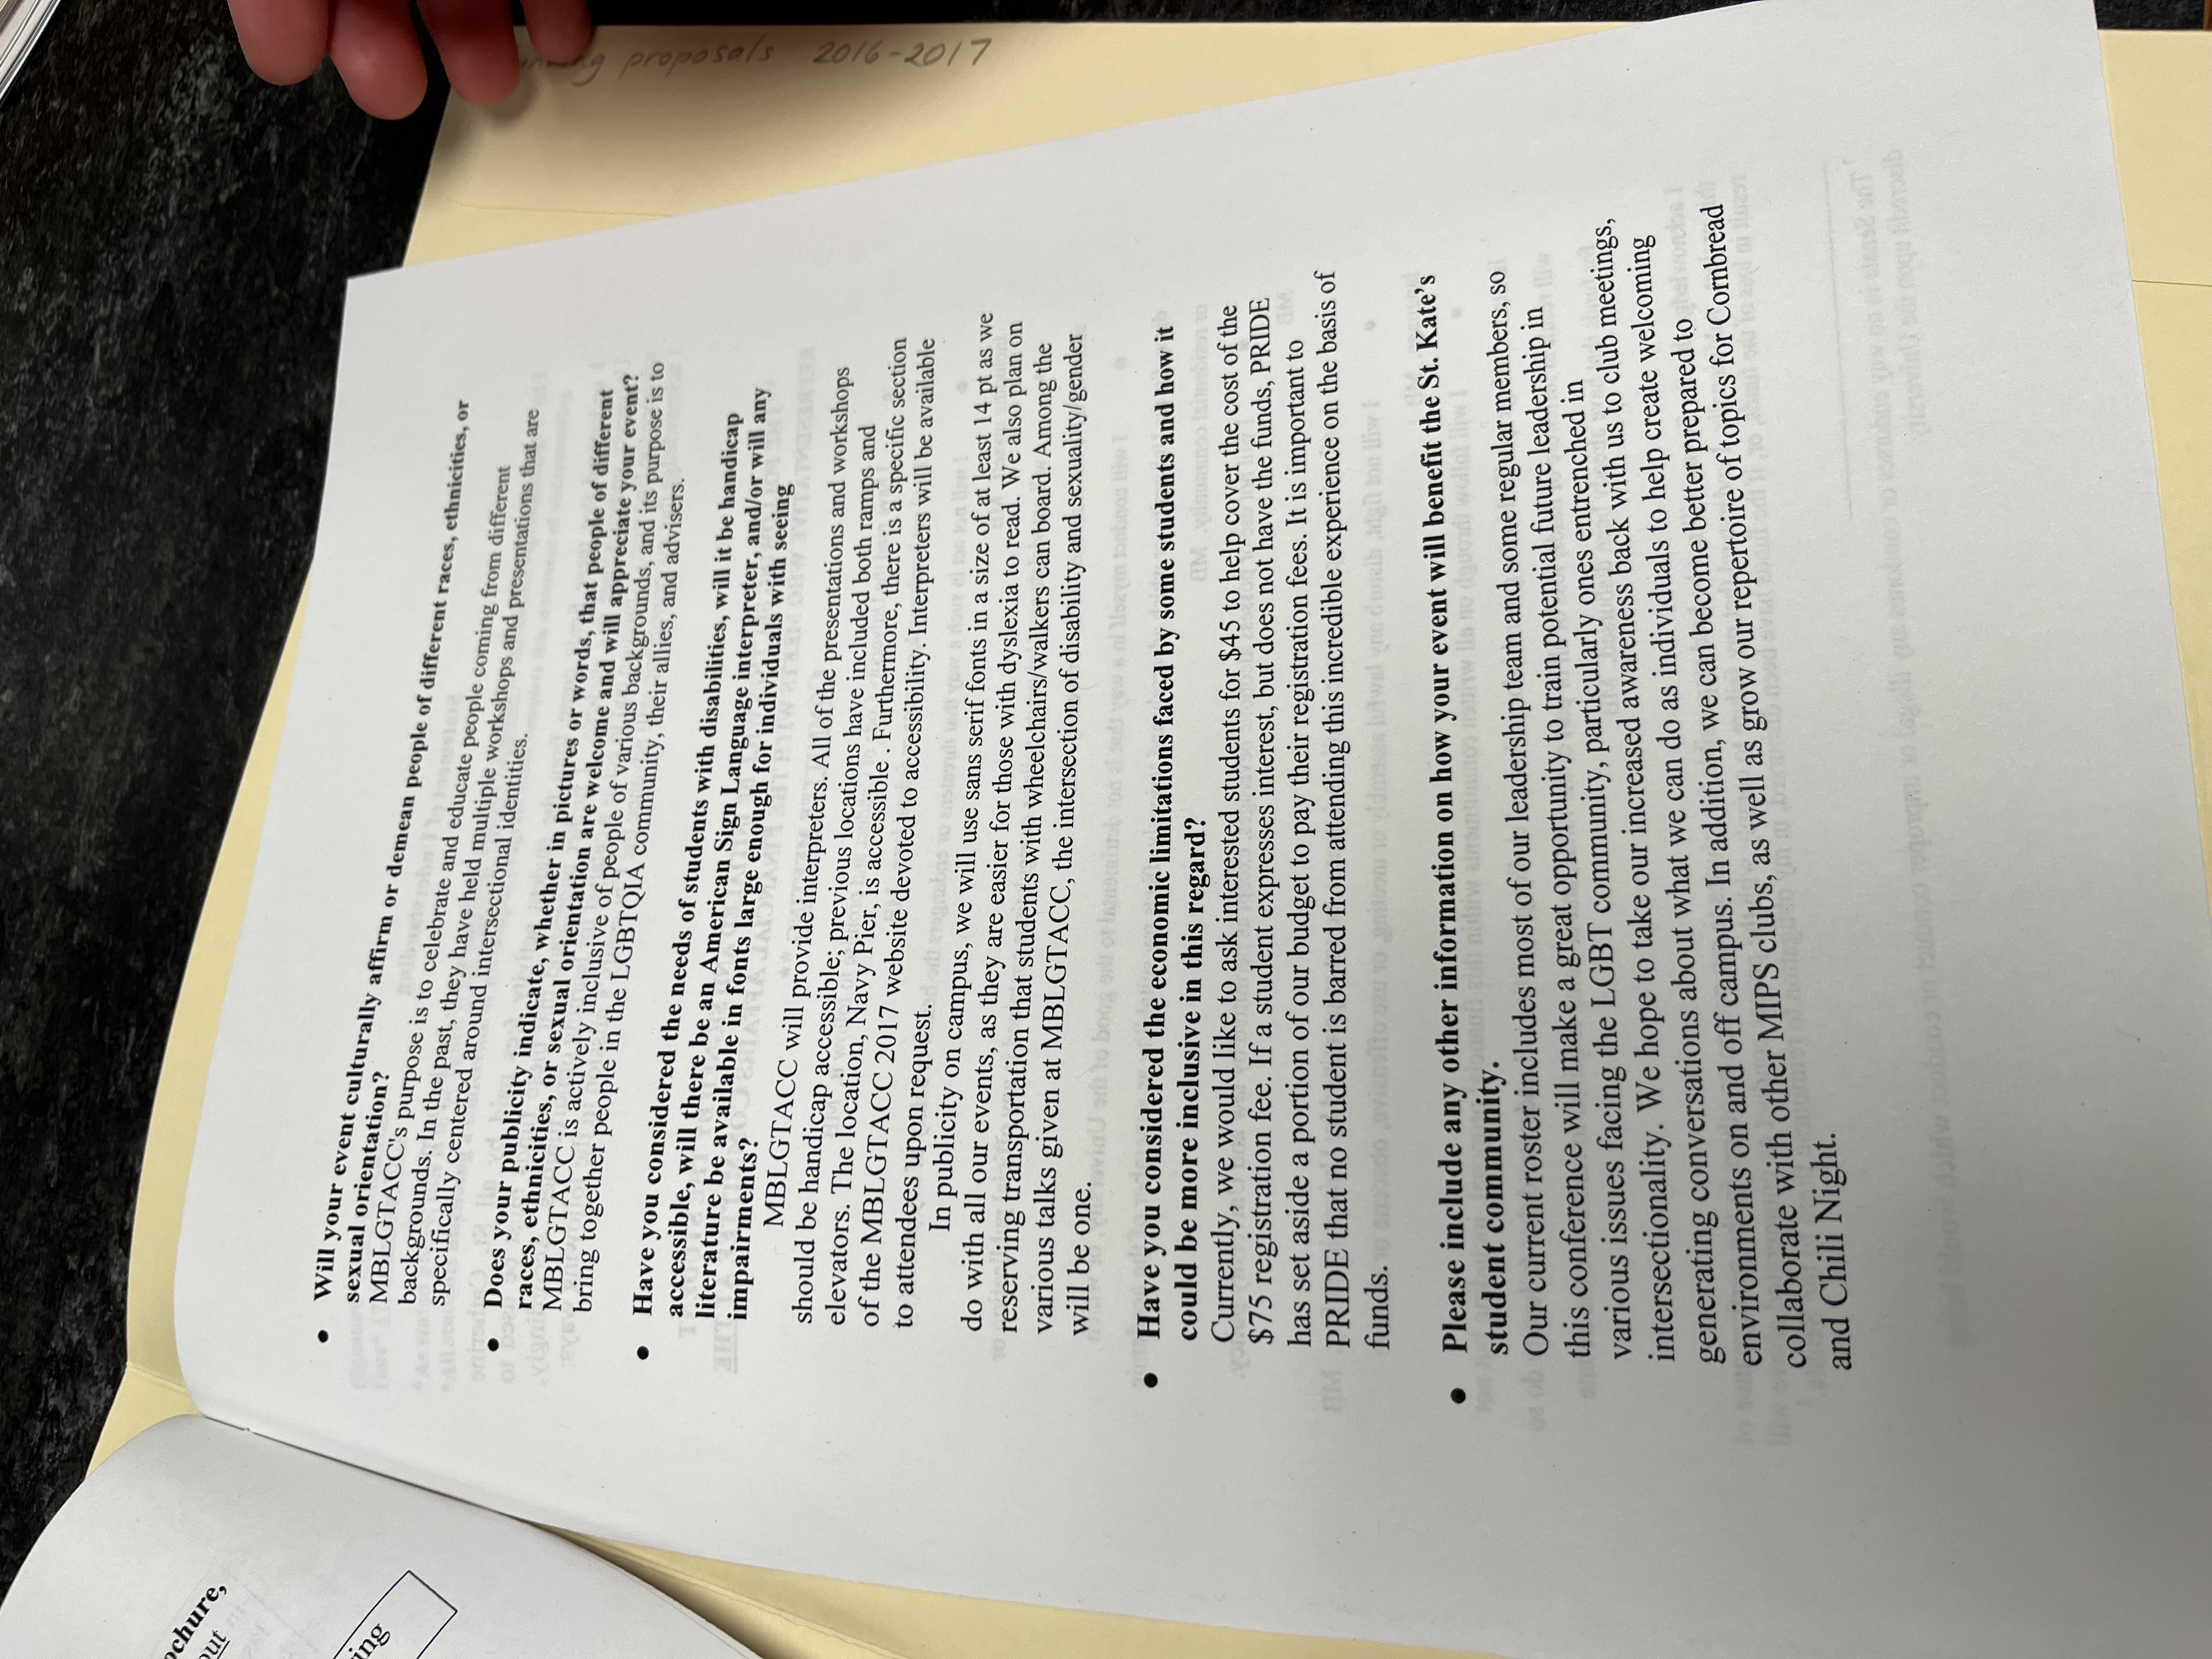 ochure,
out
ing
• Will your event culturally affirm or demean people of different races, ethnicities, or
sexual orientation?
MBLGTACC's purpose is to celebrate and educate people coming from different
backgrounds. In the past, they have held multiple workshops and presentations that are
specifically centered around intersectional identities.
• Does your publicity indicate, whether in pictures or words, that people of different
races, ethnicities, or sexual orientation are welcome and will appreciate your event?
MBLGTACC is actively inclusive of people of various backgrounds, and its purpose is to
bring together people in the LGBTQIA community, their allies, and advisers.
• Have you considered the needs of students with disabilities, will it be handicap
accessible, will there be an American Sign Language interpreter, and/or will any
literature be available in fonts large enough for individuals with seeing
impairments?
MBLGTACC will provide interpreters. All of the presentations and workshops
should be handicap accessible; previous locations have included both ramps and
elevators. The location, Navy Pier, is accessible . Furthermore, there is a specific section
of the MBLGTACC 2017 website devoted to accessibility. Interpreters will be available
to attendees upon request.
In publicity on campus, we will use sans serif fonts in a size of at least 14 pt as we
do with all our events, as they are easier for those with dyslexia to read. We also plan on
reserving transportation that students with wheelchairs/walkers can board. Among the
various talks given at MBLGTACC, the intersection of disability and sexuality/gender
will be one.
• Have you considered the economic limitations faced by some students and how it
could be more inclusive in this regard?
Currently, we would like to ask interested students for $45 to help cover the cost of the
$75 registration fee. If a student expresses interest, but does not have the funds, PRIDE
has set aside a portion of our budget to pay their registration fees. It is important to
PRIDE that no student is barred from attending this incredible experience on the basis of
funds.
• Please include any other information on how your event will benefit the St. Kate’s
student community.
Our current roster includes most of our leadership team and some regular members, so
this conference will make a great opportunity to train potential future leadership in
various issues facing the LGBT community, particularly ones entrenched in
intersectionality. We hope to take our increased awareness back with us to club meetings,
generating conversations about what we can do as individuals to help create welcoming
environments on and off campus. In addition, we can become better prepared to
collaborate with other MIPS clubs, as well as grow our repertoire of topics for Cornbread
and Chili Night.
proposals 2016-2017